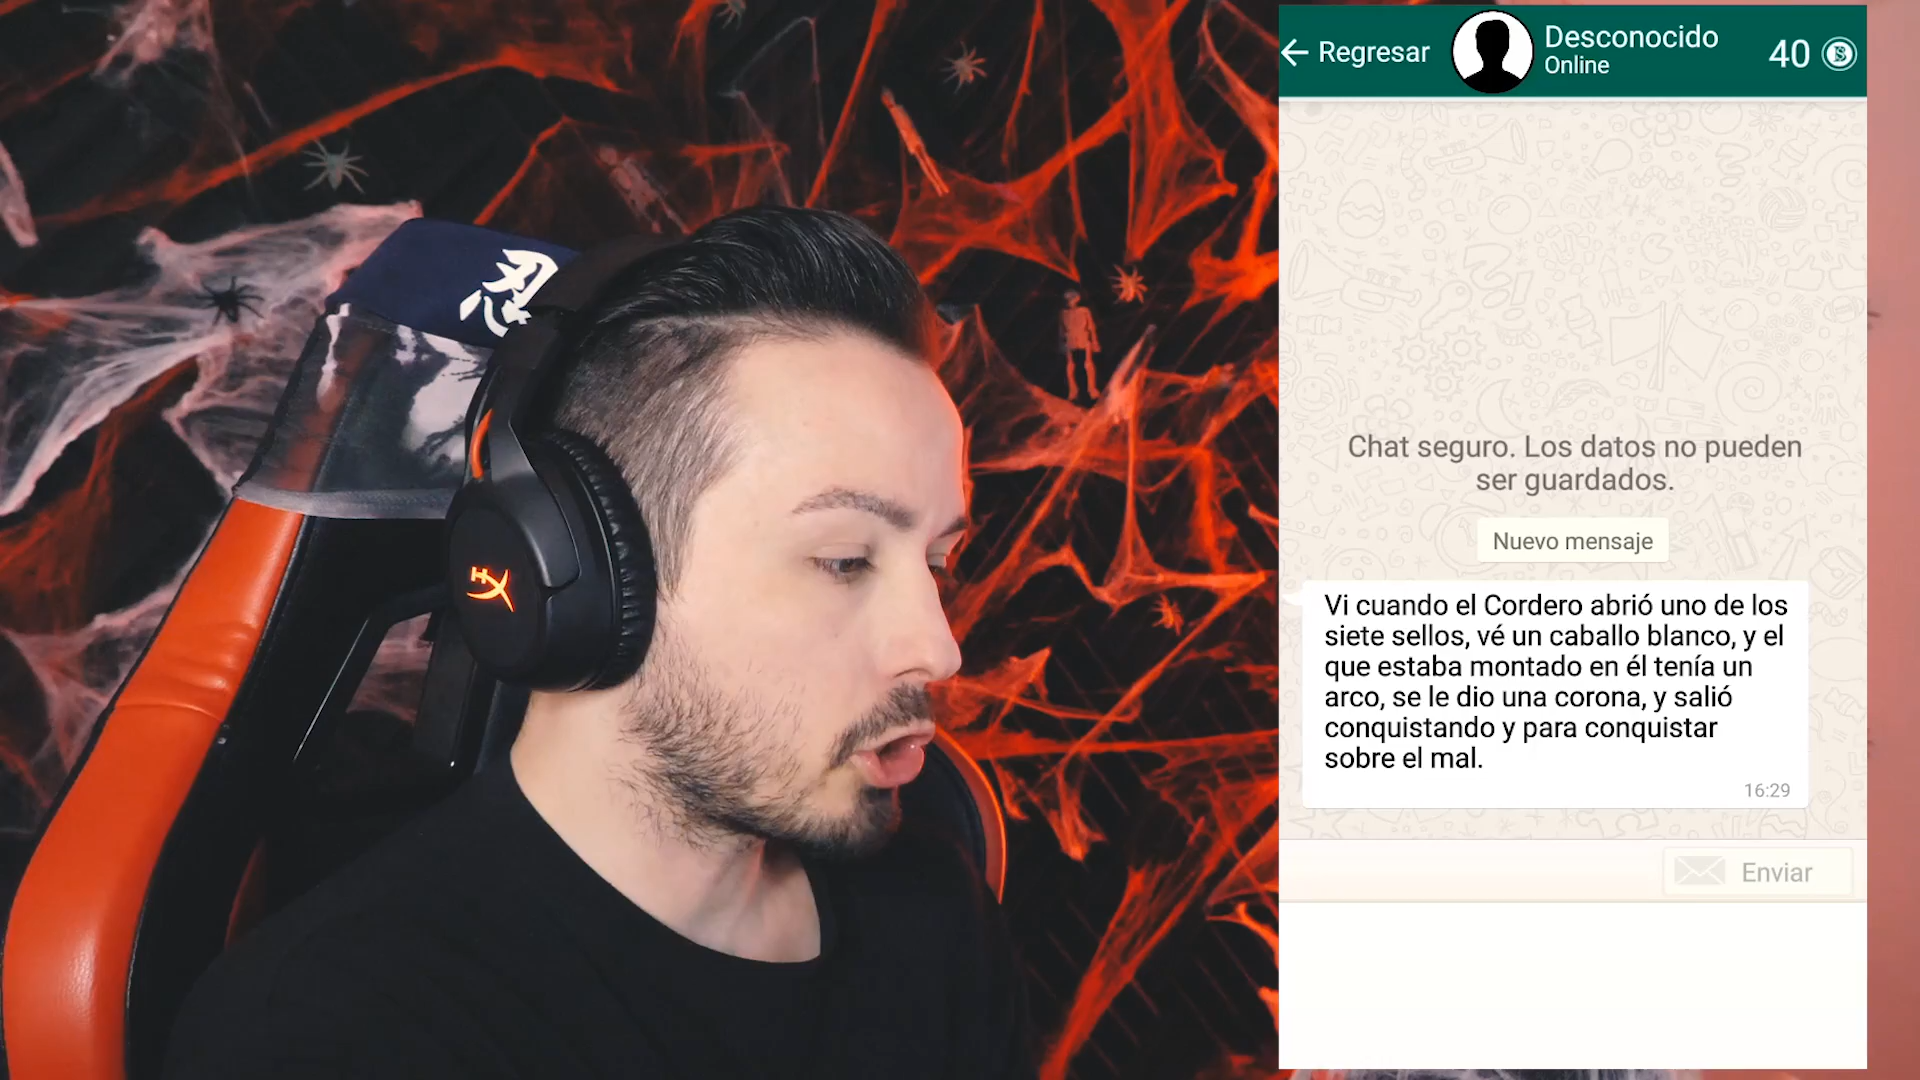 忍
HX
Regresar
Desconocido
Online
40
Chat seguro. Los datos no pueden
ser guardados.
Nuevo mensaje
Vi cuando el Cordero abrió uno de los
siete sellos, vé un caballo blanco, y el
que estaba montado en él tenía un
arco, se le dio una corona, y salió
conquistando y para conquistar
sobre el mal.
16:29
Enviar